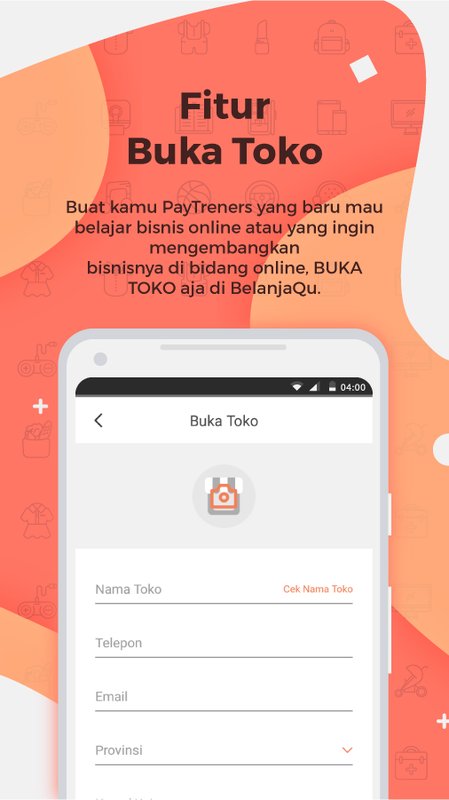 Fitur
Buka Toko
Buat kamu PayTreners yang baru mau
belajar bisnis online atau yang ingin
mengembangkan
bisnisnya di bidang online, BUKA
TOKO aja di BelanjaQu.
04:00
Buka Toko
Nama Toko
Cek Nama Toko
Telepon
Email
Provinsi